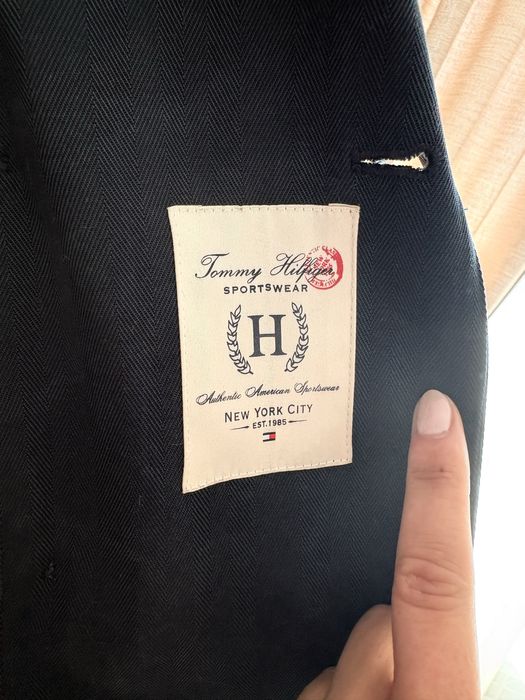 Tommy Hilfiger
SPORTSWEAR
H
Authentic American Sportswear
NEW YORK CITY
EST.1985